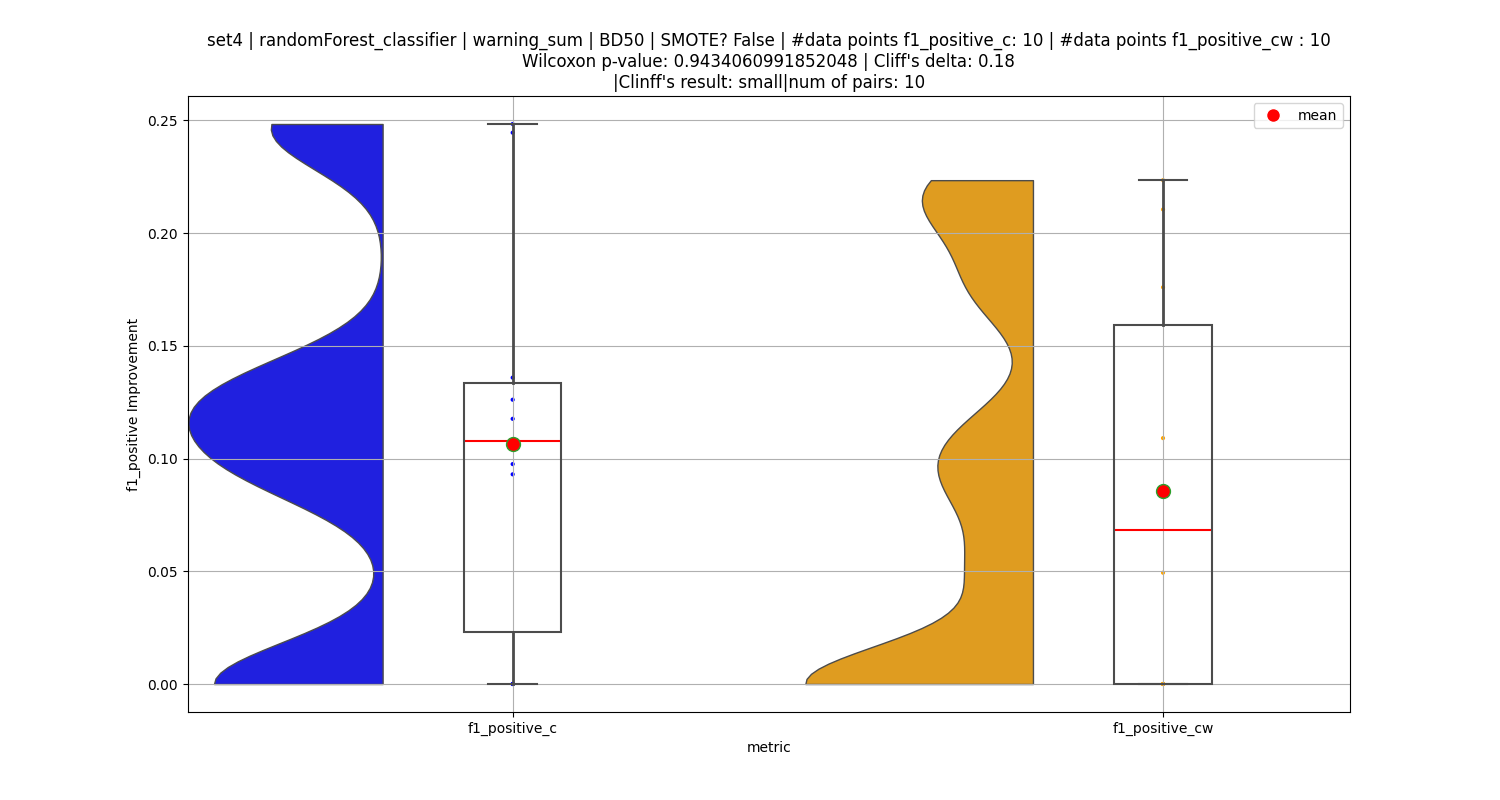 set4 | randomForest_classifier | warning_sum | BD50 | SMOTE? False | #data points f1_positive_c: 10 | #data points f1_positive_cw : 10
Wilcoxon p-value: 0.9434060991852048 | Cliff's delta: 0.18
|Clinff's result: small|num of pairs: 10
mean
0.25
0.20
0.15
0.10
0.05
0.00
f1_positive Improvement
f1_positive_c
f1_positive_cw
metric